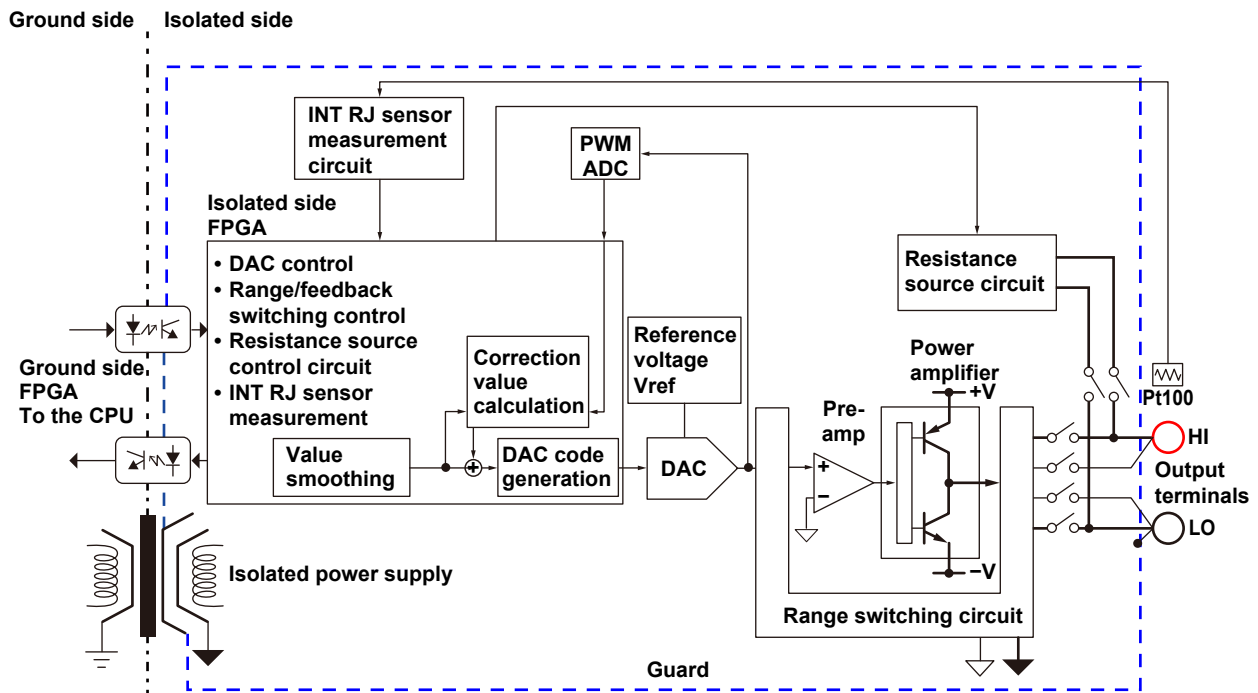 Ground side
Isolated side
INT RJ sensor
measurement
circuit
PWM
ADC
Isolated side
FPGA
• DAC control
• Range/feedback
switching control
• Resistance source
control circuit
• INT RJ sensor
measurement
Resistance
source circuit
Ground side
FPGA
To the CPU
Correction
value
calculation
Reference
voltage
Vref
Power
amplifier
+V
Pt100
Pre-
amp
HI
Value
smoothing
+
DAC code
generation
DAC
+
−
Output
terminals
LO
−V
Isolated power supply
Range switching circuit
Guard